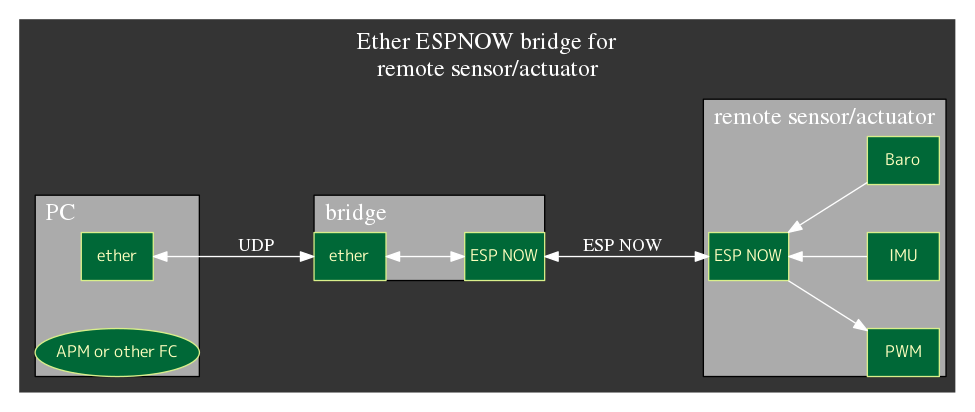 Ether ESPNOW bridge for
remote sensor/actuator
remote sensor/actuator
Baro
PC
bridge
ether
UDP
ether
ESP NOW
ESP NOW
ESP NOW
IMU
APM or other FC
PWM